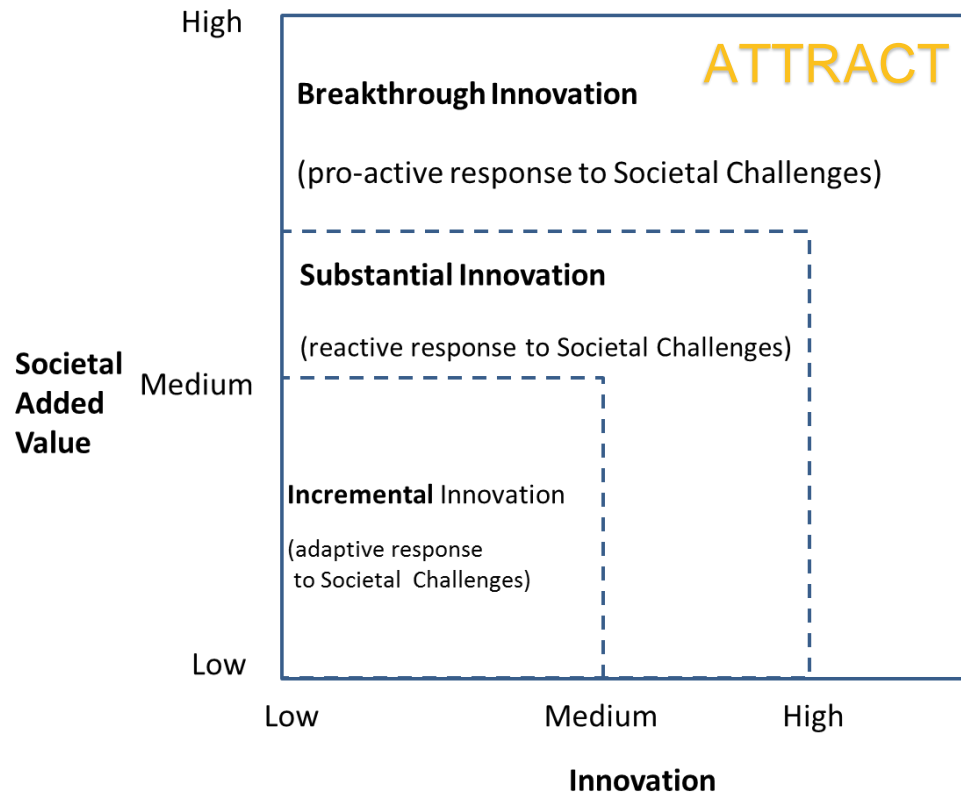 High
ATTRACT
Breakthrough Innovation
(pro-active response to Societal Challenges)
Substantial Innovation
(reactive response to Societal Challenges)
Societal
Added
Value
Medium
Incremental Innovation
(adaptive response
to Societal Challenges)
Low
Low
Medium
High
Innovation